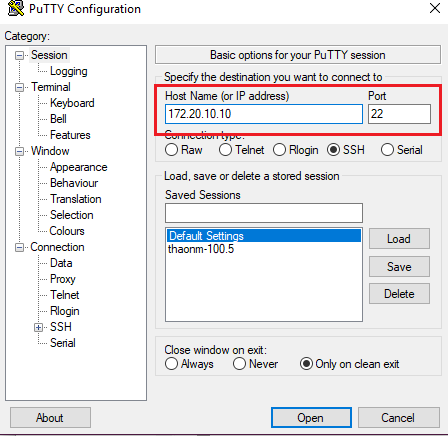 PuTTY Configuration
Category:
Session
Logging
Terminal
Keyboard
Bell
Features
Window
Appearance
Behaviour
Translation
Selection
Colours
Connection
Data
Proxy
Telnet
Rlogin
SSH
Serial
Basic options for your PuTTY session
Specify the destination you want to connect to
Host Name (or IP address) Port
172.20.10.10 22
Connection type:
Raw Telnet Rlogin SSH Serial
Load, save or delete a stored session
Saved Sessions
Default Settings Load
thaonm-100.5
Save
Delete
Close window on exit:
Always Never Only on clean exit
About Open Cancel